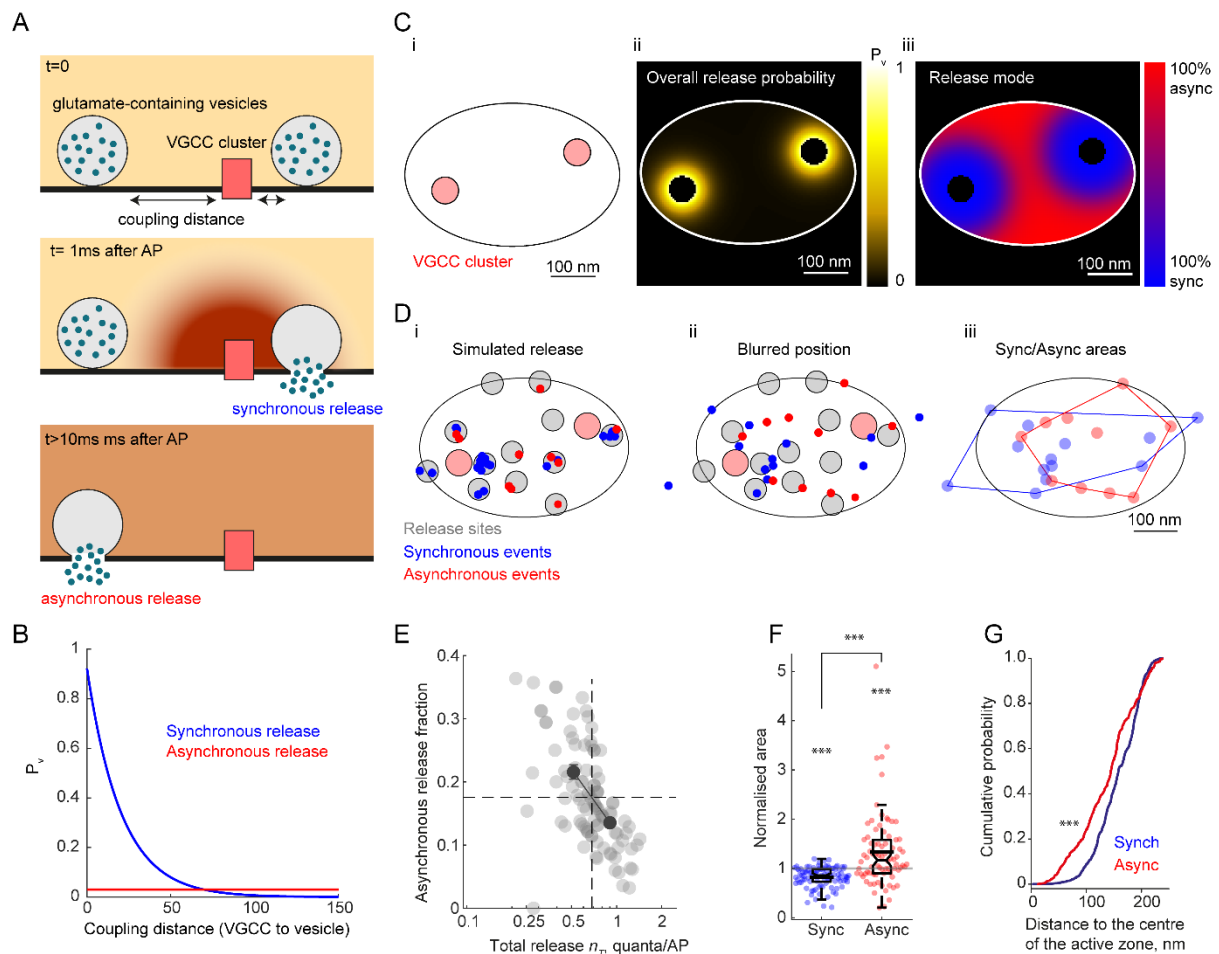 A
t=0
glutamate-containing vesicles
VGCC cluster
coupling distance
t= 1ms after AP
synchronous release
t>10ms ms after AP
asynchronous release
B
1
0.8
0.6
0.4
0.2
0
P_v
Synchronous release
Asynchronous release
0 50 100 150
Coupling distance (VGCC to vesicle)
C
i
VGCC cluster
100 nm
ii
P_v
Overall release probability
1
0
100 nm
iii
Release mode
100%
async
100%
sync
100 nm
D
i
Simulated release
Release sites
Synchronous events
Asynchronous events
ii
Blurred position
iii
Sync/Async areas
100 nm
E
0.4
0.3
0.2
0.1
0
Asynchronous release fraction
0.1 0.25 0.5 1 2
Total release n_T, quanta/AP
F
***
***
***
5
4
3
2
1
0
Normalised area
Sync Async
G
1.0
0.8
0.6
0.4
0.2
0
Cumulative probability
***
Synch
Async
0 100 200
Distance to the centre
of the active zone, nm